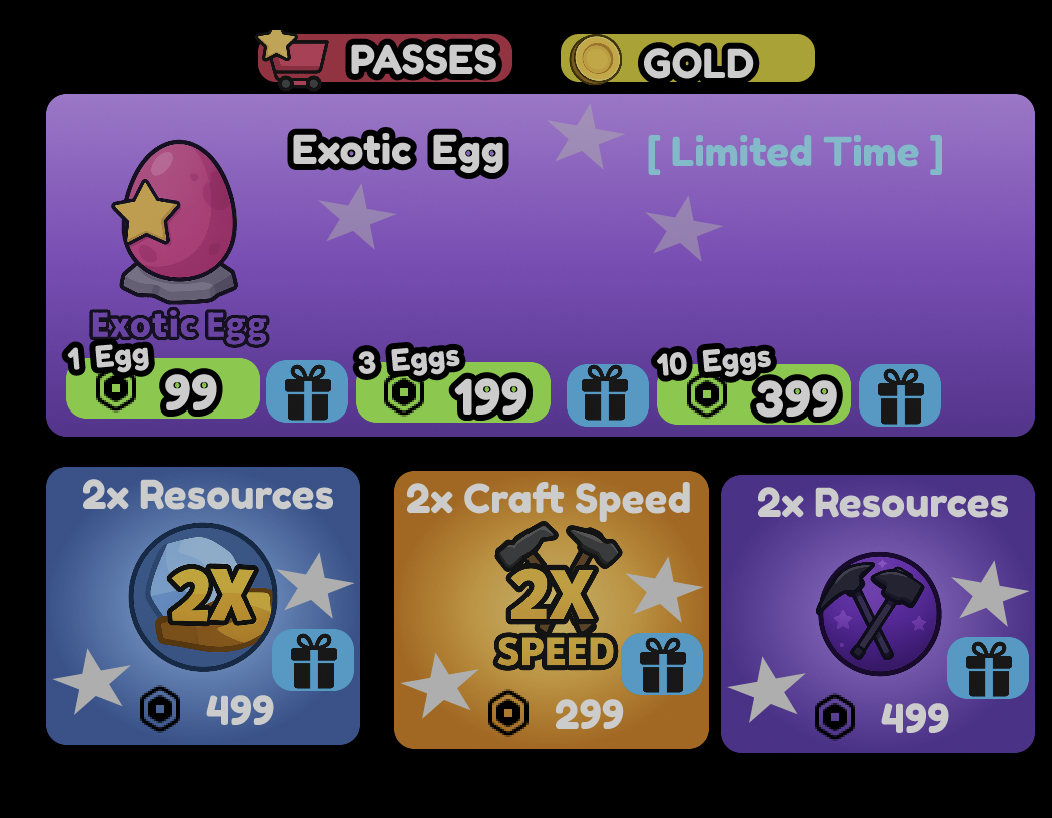 PASSES
GOLD
Exotic Egg
[ Limited Time ]
Exotic Egg
1 Egg
99
3 Eggs
199
10 Eggs
399
2x Resources
2X
499
2x Craft Speed
2X
SPEED
299
2x Resources
499